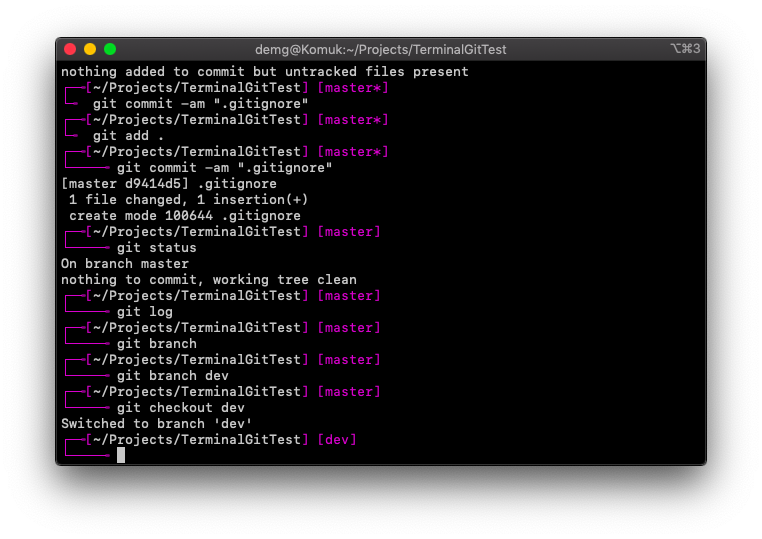 demg@Komuk:~/Projects/TerminalGitTest ⌥⌘3
nothing added to commit but untracked files present
[~/Projects/TerminalGitTest] [master*]
git commit -am ".gitignore"
[~/Projects/TerminalGitTest] [master*]
git add .
[~/Projects/TerminalGitTest] [master*]
git commit -am ".gitignore"
[master d9414d5] .gitignore
1 file changed, 1 insertion(+)
create mode 100644 .gitignore
[~/Projects/TerminalGitTest] [master]
git status
On branch master
nothing to commit, working tree clean
[~/Projects/TerminalGitTest] [master]
git log
[~/Projects/TerminalGitTest] [master]
git branch
[~/Projects/TerminalGitTest] [master]
git branch dev
[~/Projects/TerminalGitTest] [master]
git checkout dev
Switched to branch 'dev'
[~/Projects/TerminalGitTest] [dev]